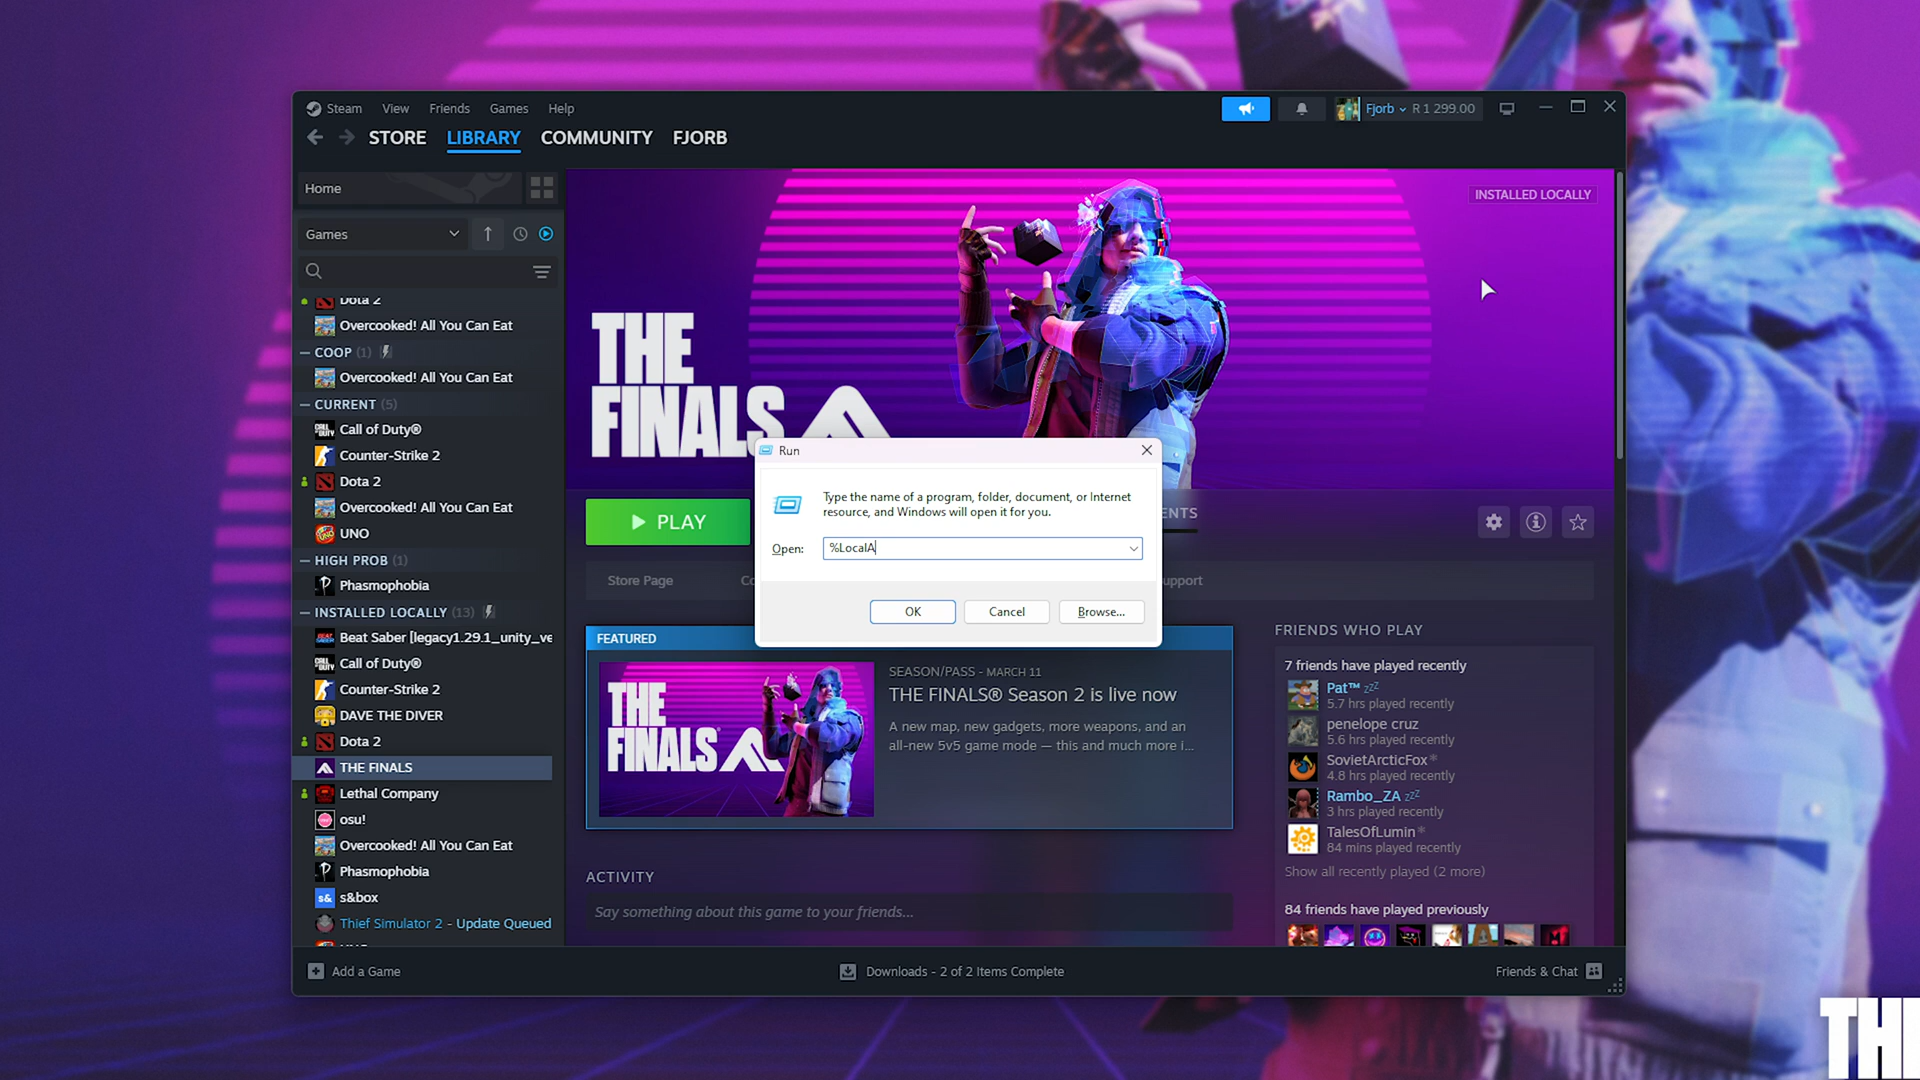 Steam View Friends Games Help
Fjorb R 1 299.00
STORE LIBRARY COMMUNITY FJORB
Home
Games
Dota 2
Overcooked! All You Can Eat
COOP (1)
Overcooked! All You Can Eat
CURRENT (5)
Call of Duty®
Counter-Strike 2
Dota 2
Overcooked! All You Can Eat
UNO
HIGH PROB (1)
Phasmophobia
INSTALLED LOCALLY (13)
Beat Saber [legacy1.29.1_unity_ve
Call of Duty®
Counter-Strike 2
DAVE THE DIVER
Dota 2
THE FINALS
Lethal Company
osu!
Overcooked! All You Can Eat
Phasmophobia
s&box
Thief Simulator 2 - Update Queued
INSTALLED LOCALLY
THE
FINALS
Run
Type the name of a program, folder, document, or Internet
resource, and Windows will open it for you.
Open: %LocalA
OK Cancel Browse...
PLAY
ENTS
Store Page Co upport
FEATURED
THE
FINALS
SEASON/PASS - MARCH 11
THE FINALS® Season 2 is live now
A new map, new gadgets, more weapons, and an
all-new 5v5 game mode — this and much more i...
ACTIVITY
Say something about this game to your friends...
FRIENDS WHO PLAY
7 friends have played recently
Pat™ zzZ
5.7 hrs played recently
penelope cruz
5.6 hrs played recently
SovietArcticFox *
4.8 hrs played recently
Rambo_ZA zzZ
3 hrs played recently
TalesOfLumin *
84 mins played recently
Show all recently played (2 more)
84 friends have played previously
Add a Game
Downloads - 2 of 2 Items Complete
Friends & Chat